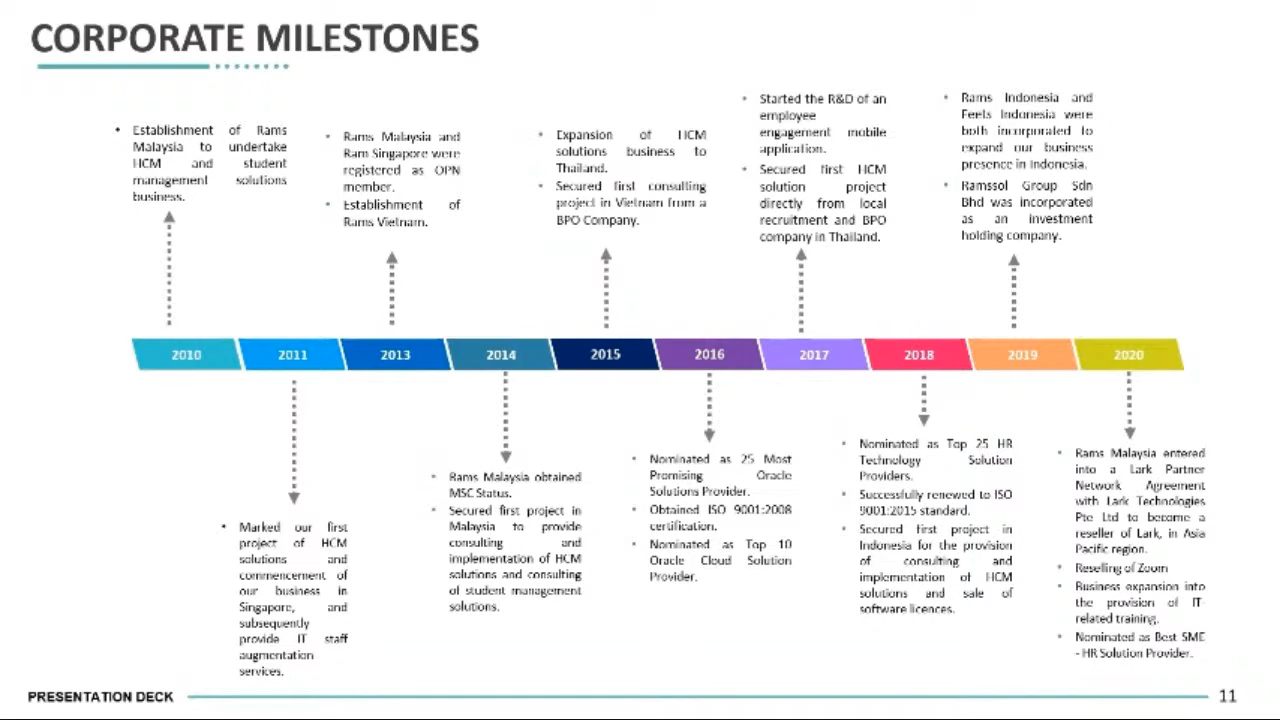 CORPORATE MILESTONES
• Establishment of Rams
Malaysia to undertake
HCM and student
management solutions
business.
• Rams Malaysia and
Ram Singapore were
registered as OPN
member.
• Establishment of
Rams Vietnam.
• Expansion of HCM
solutions business to
Thailand.
• Secured first consulting
project in Vietnam from a
BPO Company.
• Started the R&D of an
employee
engagement mobile
application.
• Secured first HCM
solution project
directly from local
recruitment and BPO
company in Thailand.
• Rams Indonesia and
Feets Indonesia were
both incorporated to
expand our business
presence in Indonesia.
• Ramssol Group Sdn
Bhd was incorporated
as an investment
holding company.
2010 2011 2013 2014 2015 2016 2017 2018 2019 2020
• Marked our first
project of HCM
solutions and
commencement of
our business in
Singapore, and
subsequently
provide IT staff
augmentation
services.
• Rams Malaysia obtained
MSC Status.
• Secured first project in
Malaysia to provide
consulting and
implementation of HCM
solutions and consulting
of student management
solutions.
• Nominated as 25 Most
Promising Oracle
Solutions Provider.
• Obtained ISO 9001:2008
certification.
• Nominated as Top 10
Oracle Cloud Solution
Provider.
• Nominated as Top 25 HR
Technology Solution
Providers.
• Successfully renewed to ISO
9001:2015 standard.
• Secured first project in
Indonesia for the provision
of consulting and
implementation of HCM
solutions and sale of
software licences.
• Rams Malaysia entered
into a Lark Partner
Network Agreement
with Lark Technologies
Pte Ltd to become a
reseller of Lark, in Asia
Pacific region.
• Reselling of Zoom
• Business expansion into
the provision of IT-
related training.
• Nominated as Best SME
- HR Solution Provider.
PRESENTATION DECK
11